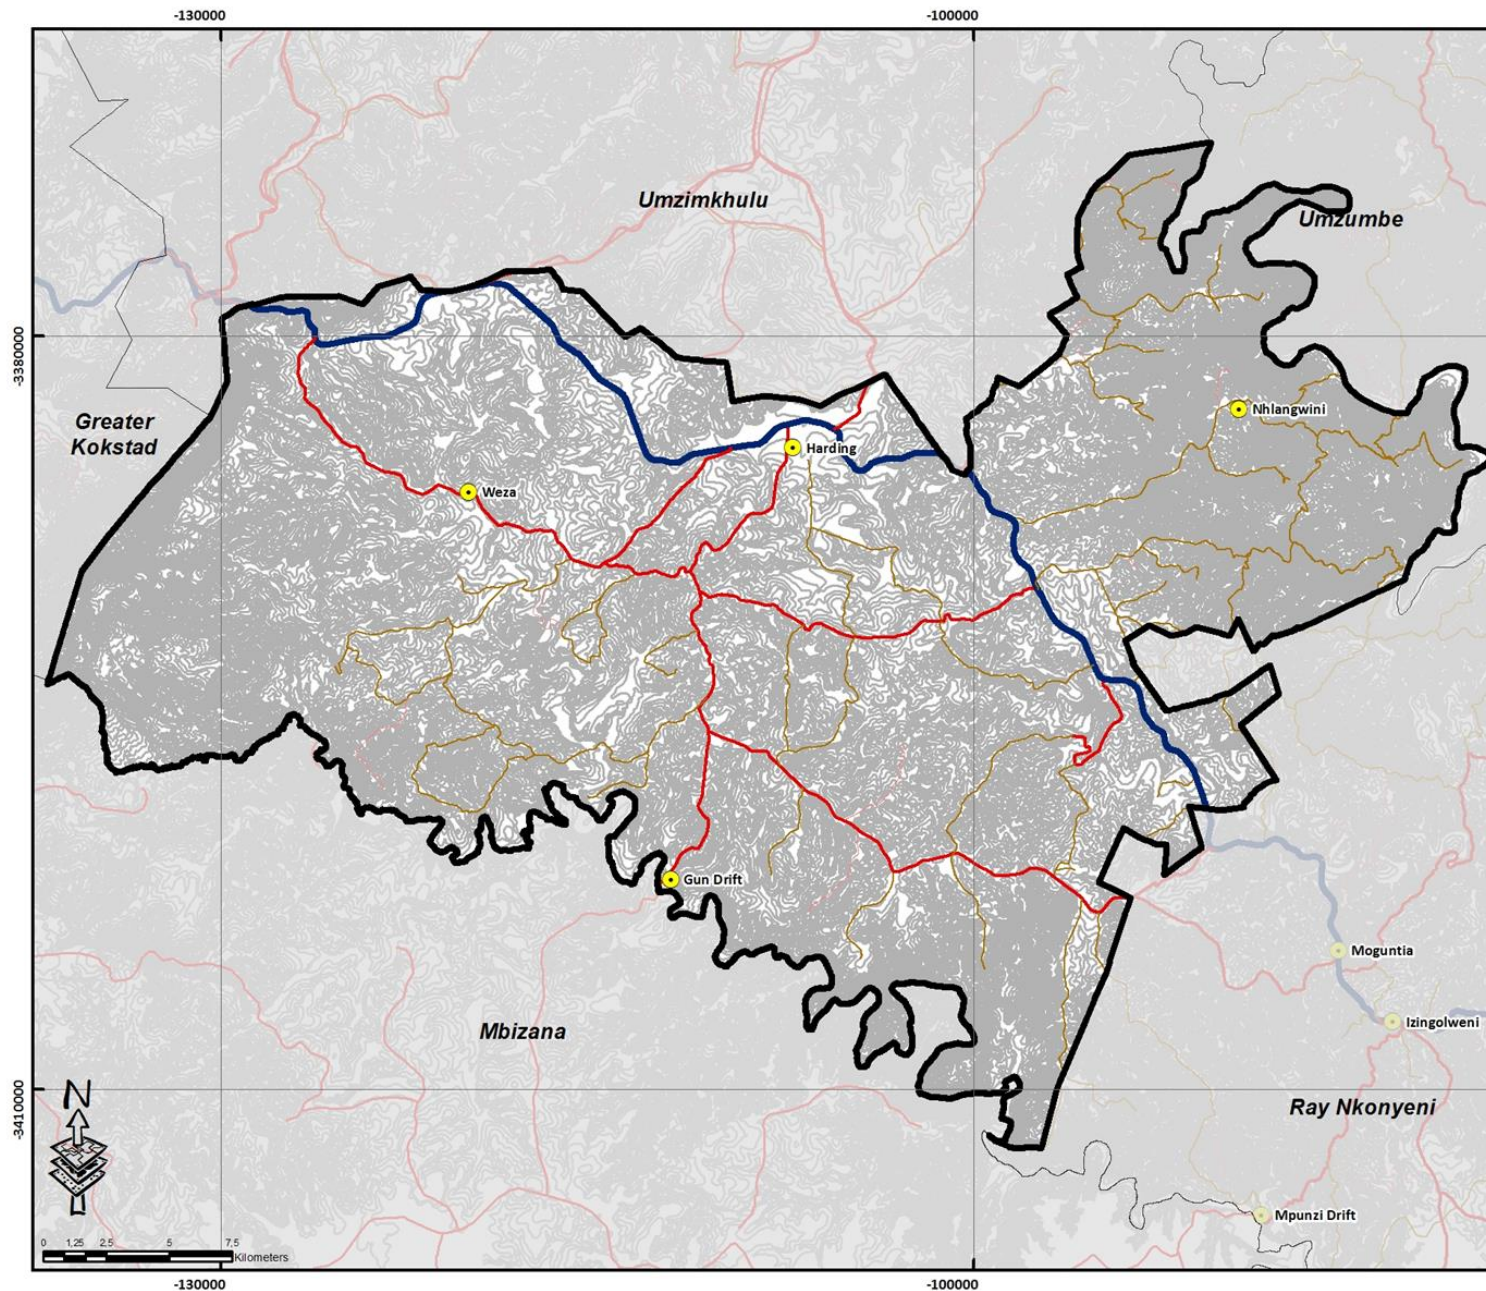 -130000
-100000
Umzimkhulu
Umzumbe
-3380000
Greater
Kokstad
Nhlangwini
Harding
Weza
Gun Drift
Moguntia
Izingolweni
Mbizana
-3410000
N
Ray Nkonyeni
Mpunzi Drift
0 1,25 2.5 5 7.5
Kilometers
-130000
-100000